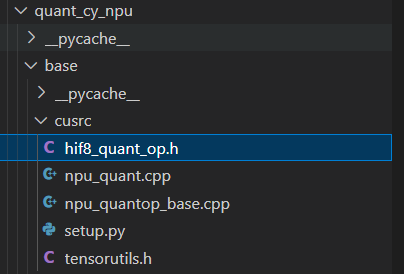 quant_cy_npu
__pycache__
base
__pycache__
cusrc
C hif8_quant_op.h
C++ npu_quant.cpp
C++ npu_quantop_base.cpp
setup.py
C tensorutils.h